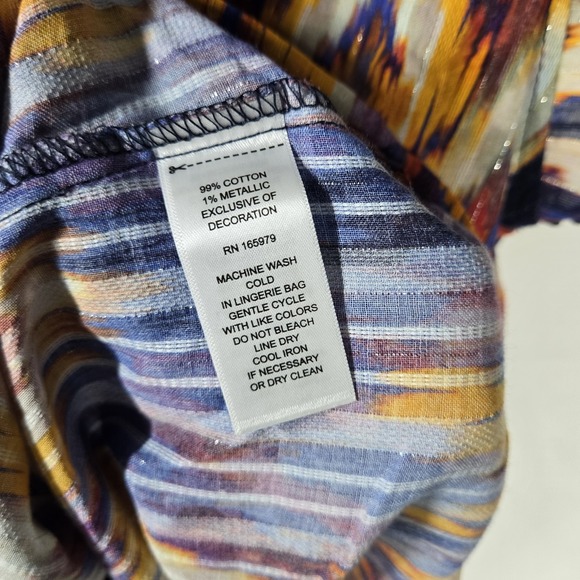 99% COTTON
1% METALLIC
EXCLUSIVE OF
DECORATION
RN 165979
MACHINE WASH
COLD
IN LINGERIE BAG
GENTLE CYCLE
WITH LIKE COLORS
DO NOT BLEACH
LINE DRY
COOL IRON
IF NECESSARY
OR DRY CLEAN